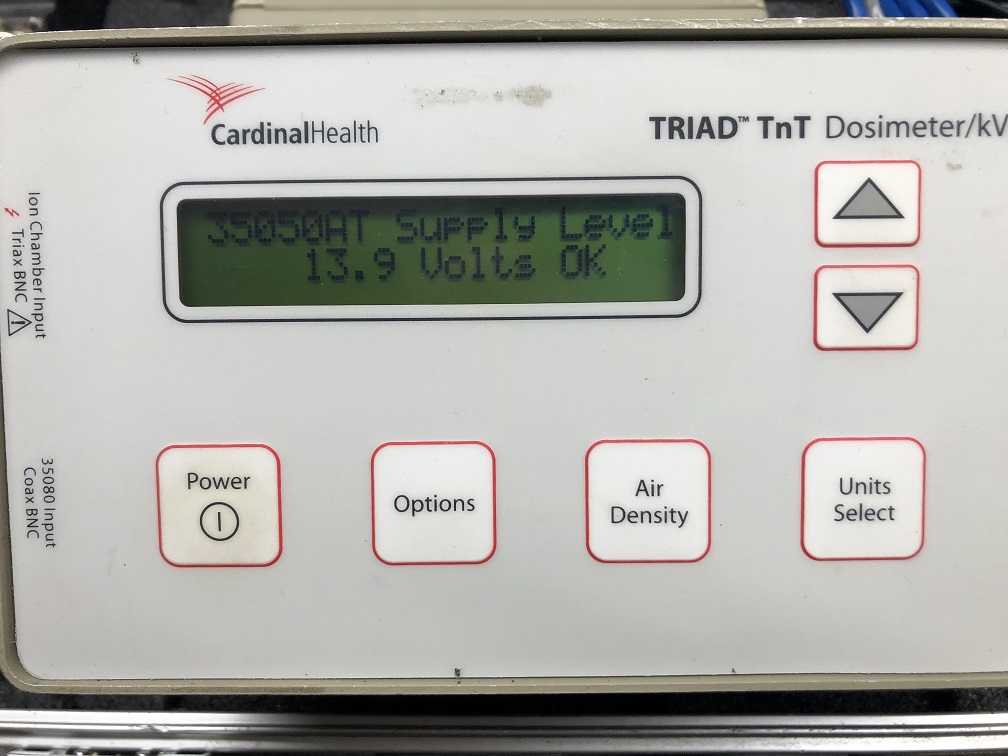 CardinalHealth
TRIAD™ TnT Dosimeter/kV
35050AT Supply Level
13.9 Volts OK
Ion Chamber Input
Triax BNC
35080 Input
Coax BNC
Power
Options
Air
Density
Units
Select